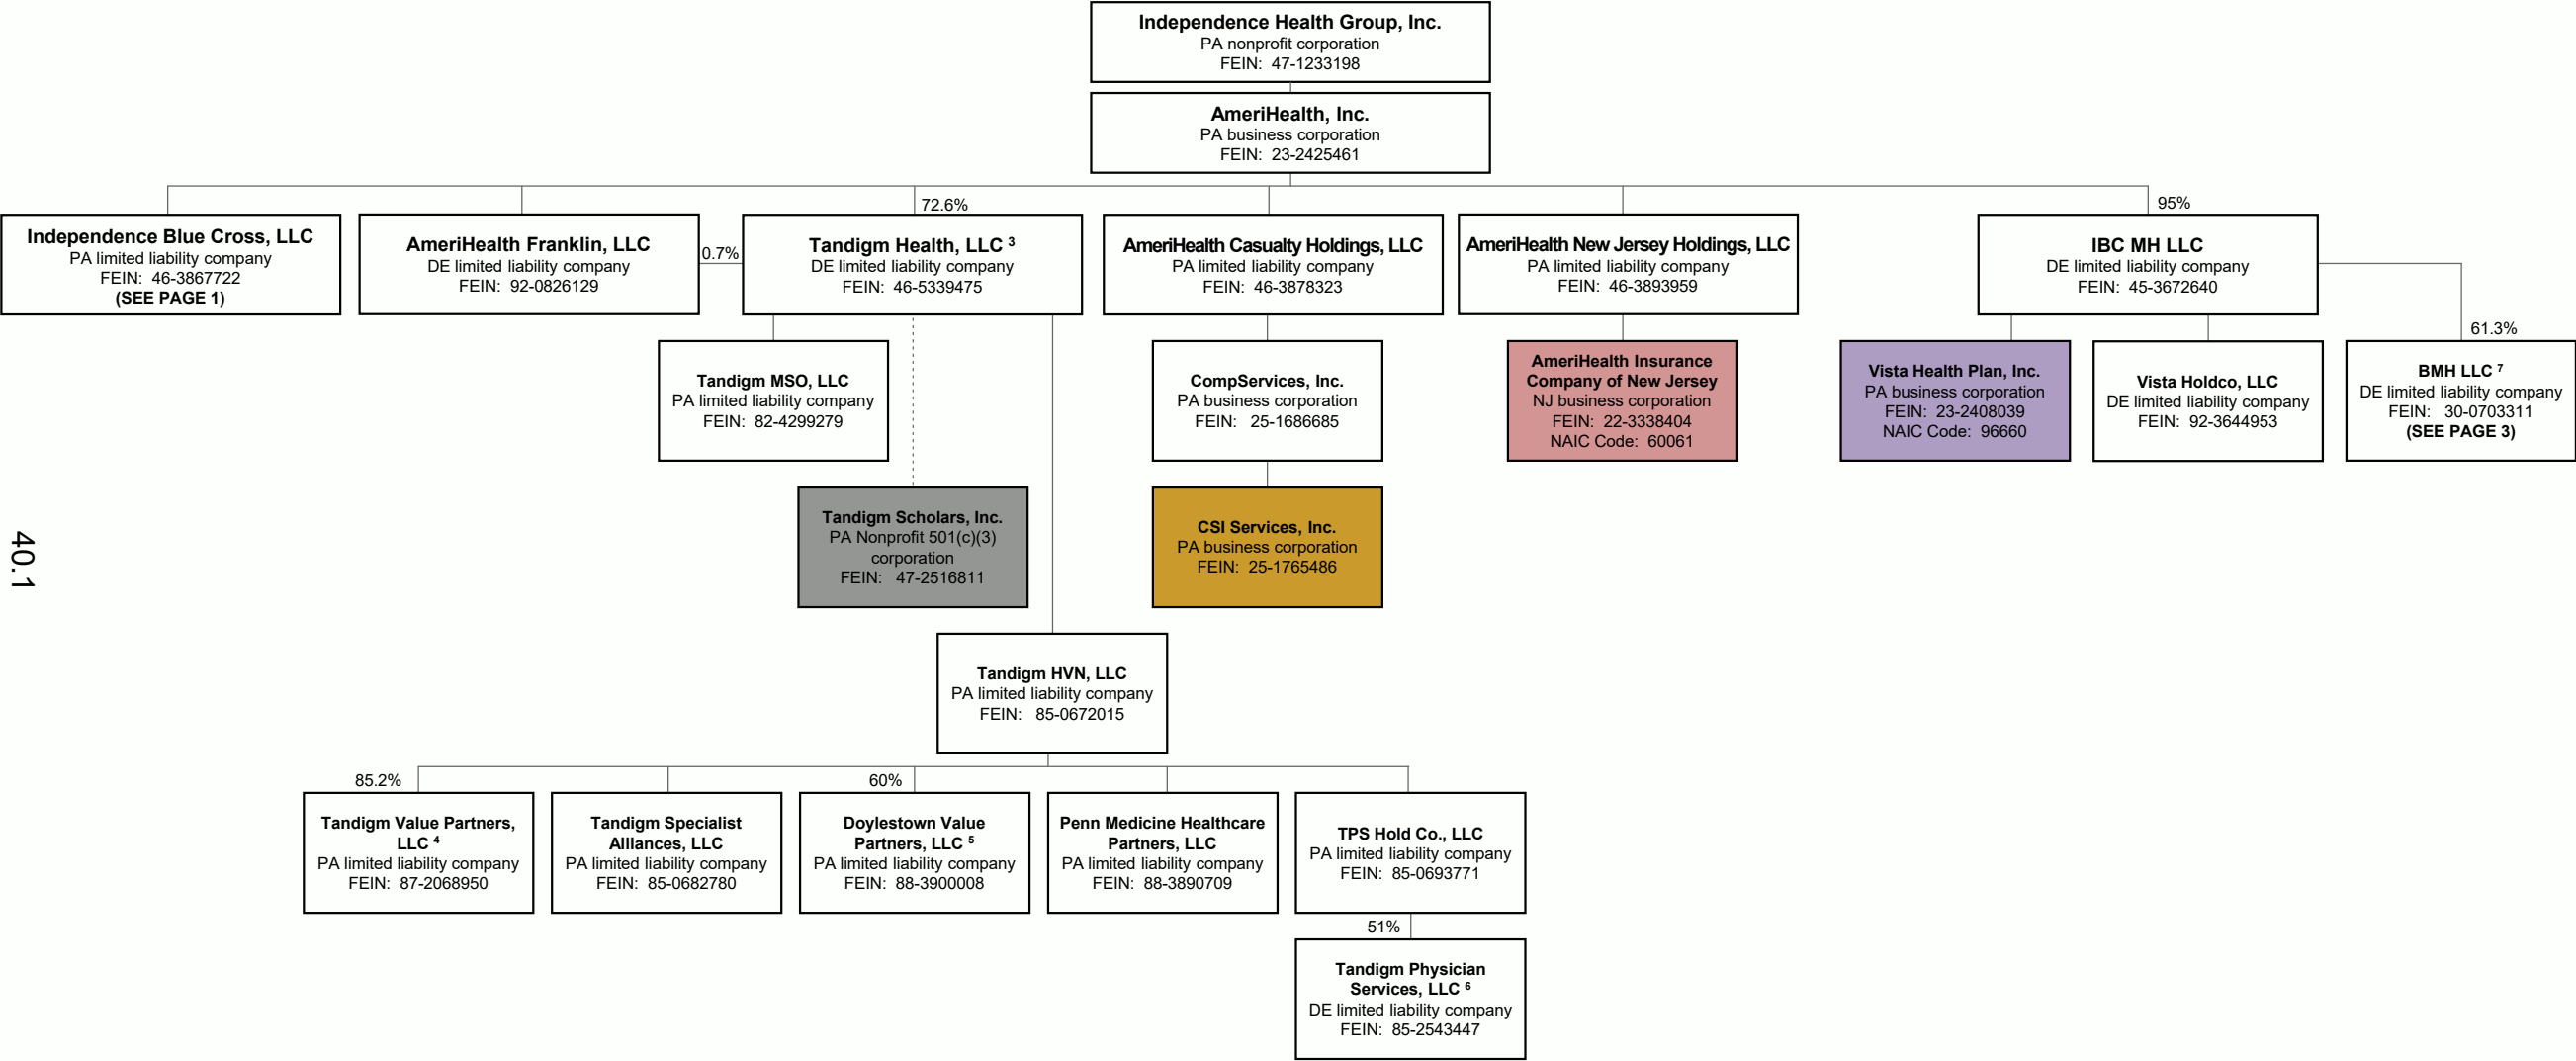 Independence Health Group, Inc.
PA nonprofit corporation
FEIN: 47-1233198
AmeriHealth, Inc.
PA business corporation
FEIN: 23-2425461
72.6%
95%
Independence Blue Cross, LLC
PA limited liability company
FEIN: 46-3867722
(SEE PAGE 1)
AmeriHealth Franklin, LLC
DE limited liability company
FEIN: 92-0826129
0.7%
Tandigm Health, LLC ³
DE limited liability company
FEIN: 46-5339475
AmeriHealth Casualty Holdings, LLC
PA limited liability company
FEIN: 46-3878323
AmeriHealth New Jersey Holdings, LLC
PA limited liability company
FEIN: 46-3893959
IBC MH LLC
DE limited liability company
FEIN: 45-3672640
61.3%
Tandigm MSO, LLC
PA limited liability company
FEIN: 82-4299279
CompServices, Inc.
PA business corporation
FEIN: 25-1686685
AmeriHealth Insurance
Company of New Jersey
NJ business corporation
FEIN: 22-3338404
NAIC Code: 60061
Vista Health Plan, Inc.
PA business corporation
FEIN: 23-2408039
NAIC Code: 96660
Vista Holdco, LLC
DE limited liability company
FEIN: 92-3644953
BMH LLC ⁷
DE limited liability company
FEIN: 30-0703311
(SEE PAGE 3)
Tandigm Scholars, Inc.
PA Nonprofit 501(c)(3)
corporation
FEIN: 47-2516811
CSI Services, Inc.
PA business corporation
FEIN: 25-1765486
40.1
Tandigm HVN, LLC
PA limited liability company
FEIN: 85-0672015
85.2%
60%
Tandigm Value Partners,
LLC ⁴
PA limited liability company
FEIN: 87-2068950
Tandigm Specialist
Alliances, LLC
PA limited liability company
FEIN: 85-0682780
Doylestown Value
Partners, LLC ⁵
PA limited liability company
FEIN: 88-3900008
Penn Medicine Healthcare
Partners, LLC
PA limited liability company
FEIN: 88-3890709
TPS Hold Co., LLC
PA limited liability company
FEIN: 85-0693771
51%
Tandigm Physician
Services, LLC ⁶
DE limited liability company
FEIN: 85-2543447